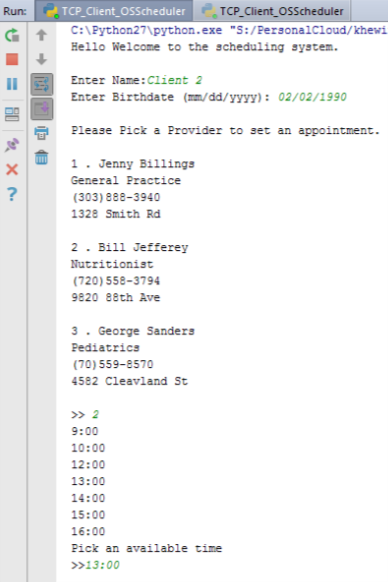 Run: TCP_Client_OSScheduler TCP_Client_OSScheduler
C:\Python27\python.exe "S:/PersonalCloud/khewi
Hello Welcome to the scheduling system.
Enter Name:Client 2
Enter Birthdate (mm/dd/yyyy): 02/02/1990
Please Pick a Provider to set an appointment.
1 . Jenny Billings
General Practice
(303)888-3940
1328 Smith Rd
2 . Bill Jefferey
Nutritionist
(720)558-3794
9820 88th Ave
3 . George Sanders
Pediatrics
(70)559-8570
4582 Cleavland St
>> 2
9:00
10:00
12:00
13:00
14:00
15:00
16:00
Pick an available time
>>13:00